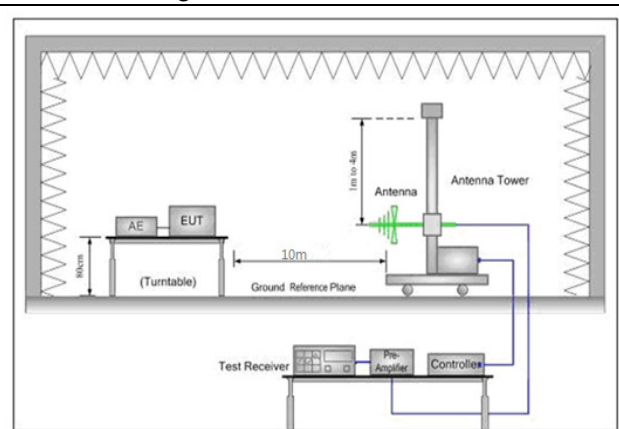 1m to 4m
Antenna
Antenna Tower
AE
EUT
80cm
(Turntable)
10m
Ground Reference Plane
Test Receiver
Pre-
Amplifier
Controller